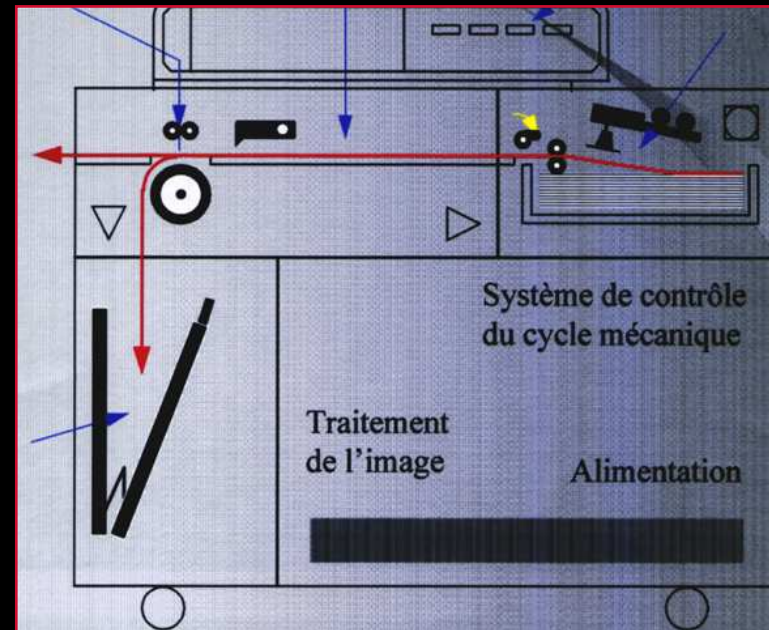 Système de contrôle
du cycle mécanique
Traitement
de l'image
Alimentation